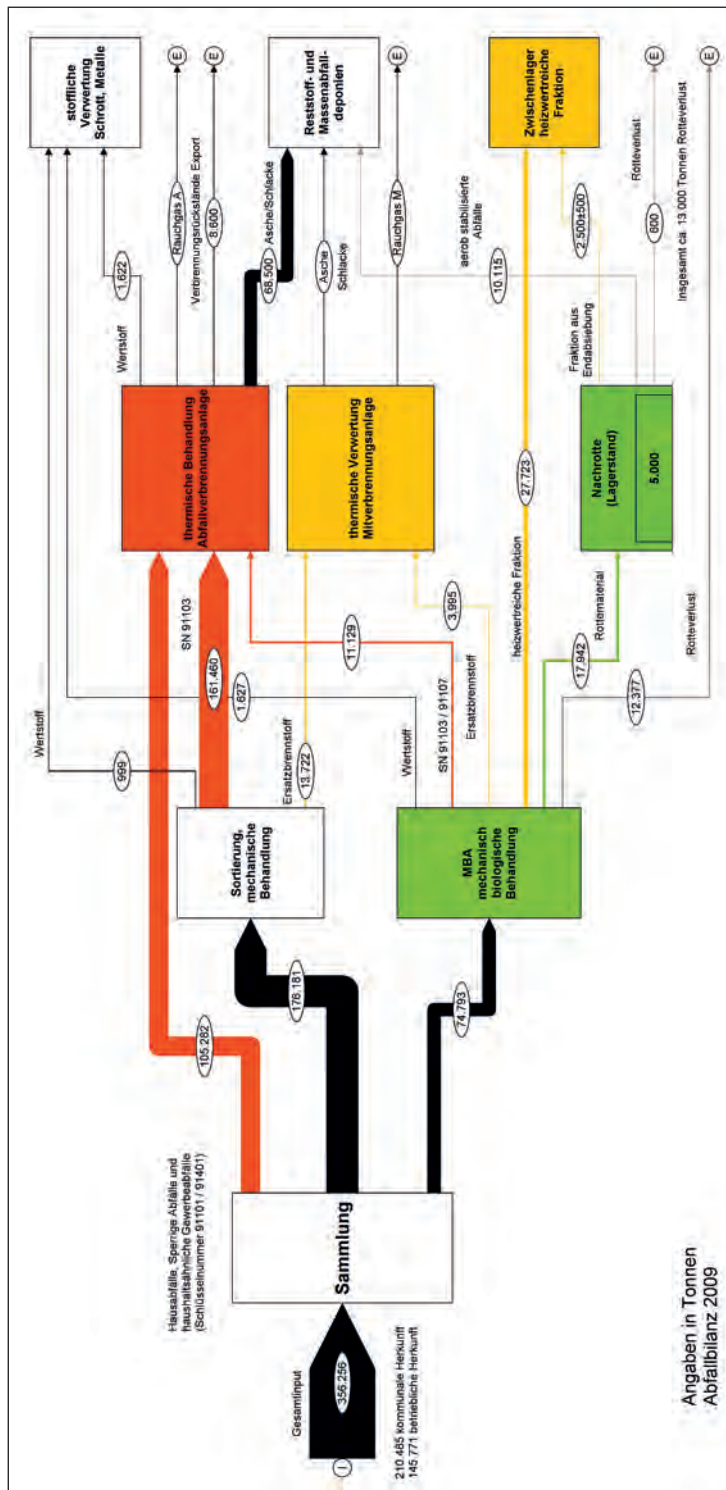 I
Gesamtinput
356.256
210.485 kommunale Herkunft
145.771 betriebliche Herkunft
Sammlung
Hausabfälle, Sperrige Abfälle und
haushaltsähnliche Gewerbeabfälle
(Schlüsselnummer 91101 / 91401)
105.282
178.181
74.793
Sortierung,
mechanische
Behandlung
MBA
mechanisch
biologische
Behandlung
Wertstoff
999
SN 91103
161.460
1.627
Ersatzbrennstoff
13.722
Wertstoff
11.129
SN 91103 / 91107
Ersatzbrennstoff
3.995
heizwertreiche Fraktion
27.723
17.942
Rottematerial
12.377
Rotteverlust
thermische Behandlung
Abfallverbrennungsanlage
thermische Verwertung
Mitverbrennungsanlage
Nachrotte
(Lagerstand)
5.000
Wertstoff
1.622
Rauchgas A
8.600
Verbrennungsrückstände Export
68.500
Asche/Schlacke
Asche
Schlacke
Rauchgas M
10.115
aerob stabilisierte
Abfälle
Fraktion aus
Endabsiebung
2.500±500
600
Rotteverlust
Insgesamt ca. 13.000 Tonnen Rotteverlust
stoffliche
Verwertung
Schrott, Metalle
E
E
Reststoff- und
Massenabfall-
deponien
E
Zwischenlager
heizwertreiche
Fraktion
E
E
Angaben in Tonnen
Abfallbilanz 2009